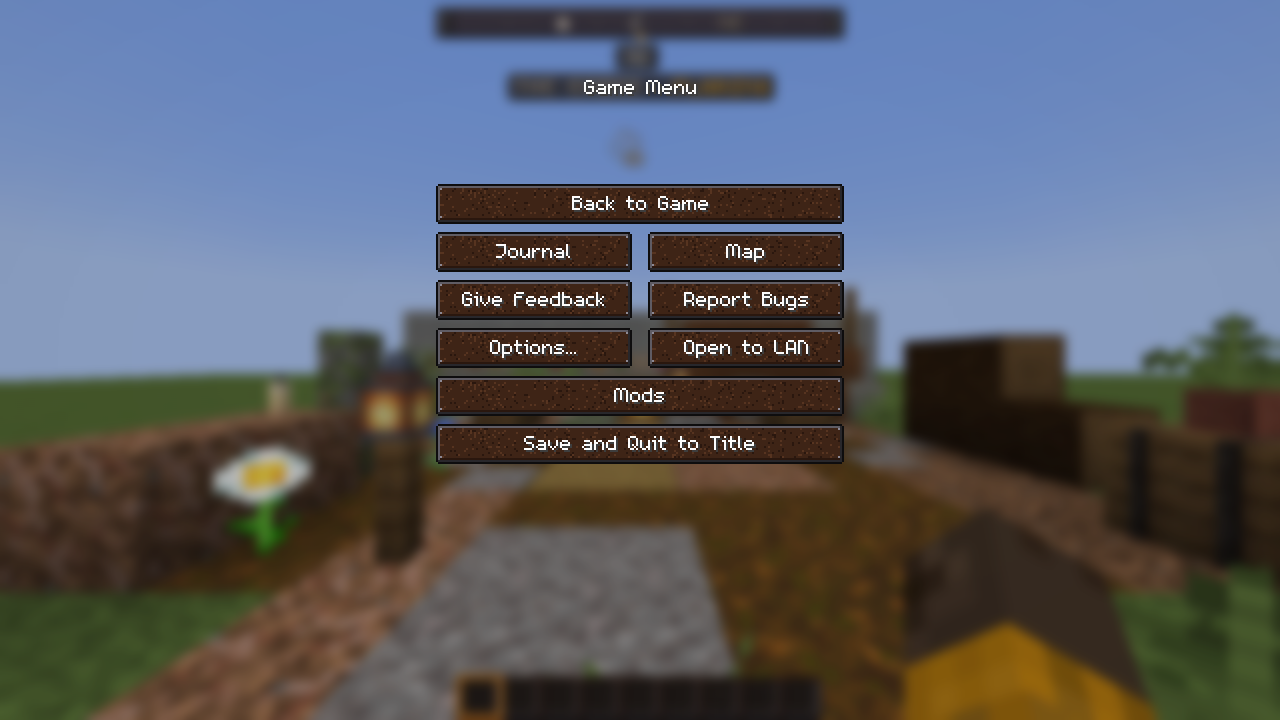 Game Menu
Back to Game
Journal
Map
Give Feedback
Report Bugs
Options...
Open to LAN
Mods
Save and Quit to Title